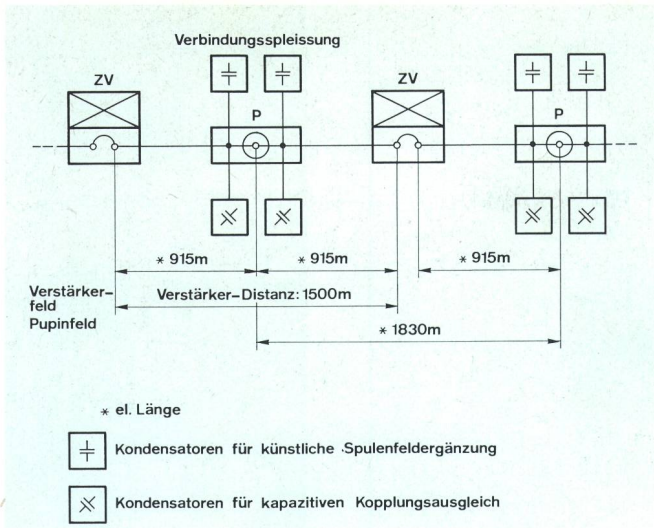 Verbindungsspleissung
ZV
P
ZV
P
* 915m
* 915m
* 915m
Verstärker-
feld
Verstärker-Distanz: 1500m
Pupinfeld
* 1830m
* el. Länge
Kondensatoren für künstliche Spulenfeldergänzung
Kondensatoren für kapazitiven Kopplungsausgleich